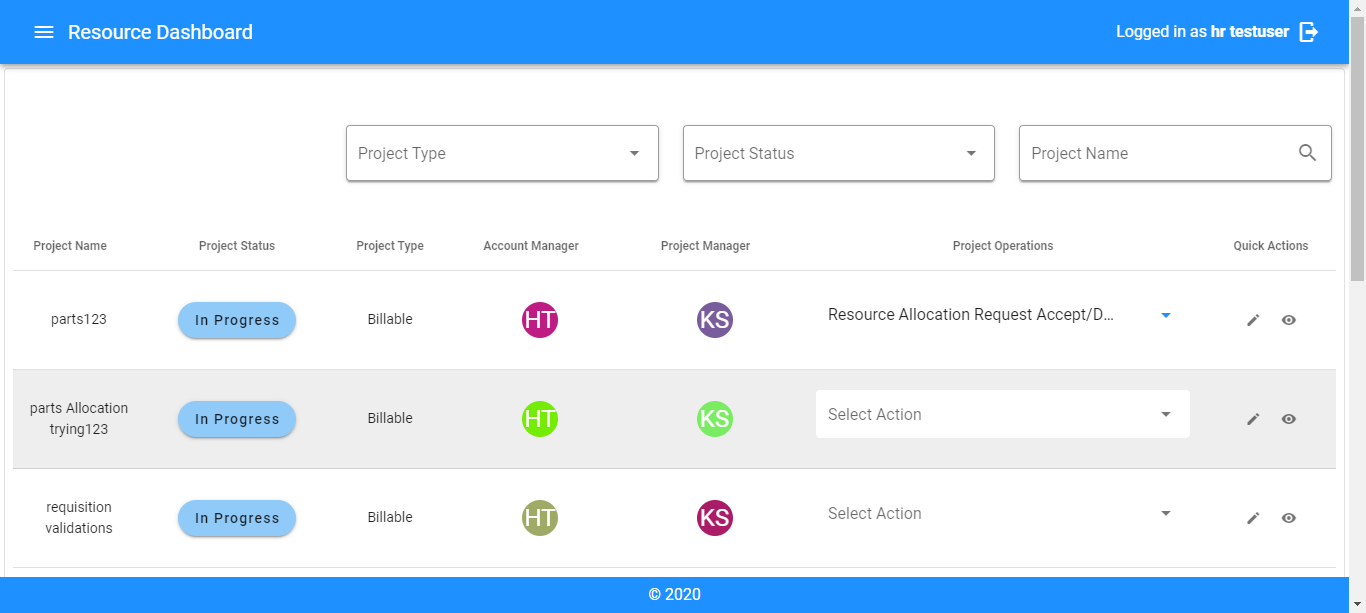 Resource Dashboard
Logged in as hr testuser
Project Type
Project Status
Project Name
Project Name Project Status Project Type Account Manager Project Manager Project Operations Quick Actions
parts123 In Progress Billable HT KS Resource Allocation Request Accept/D...
parts Allocation
trying123
In Progress Billable HT KS Select Action
requisition
validations
In Progress Billable HT KS Select Action
© 2020